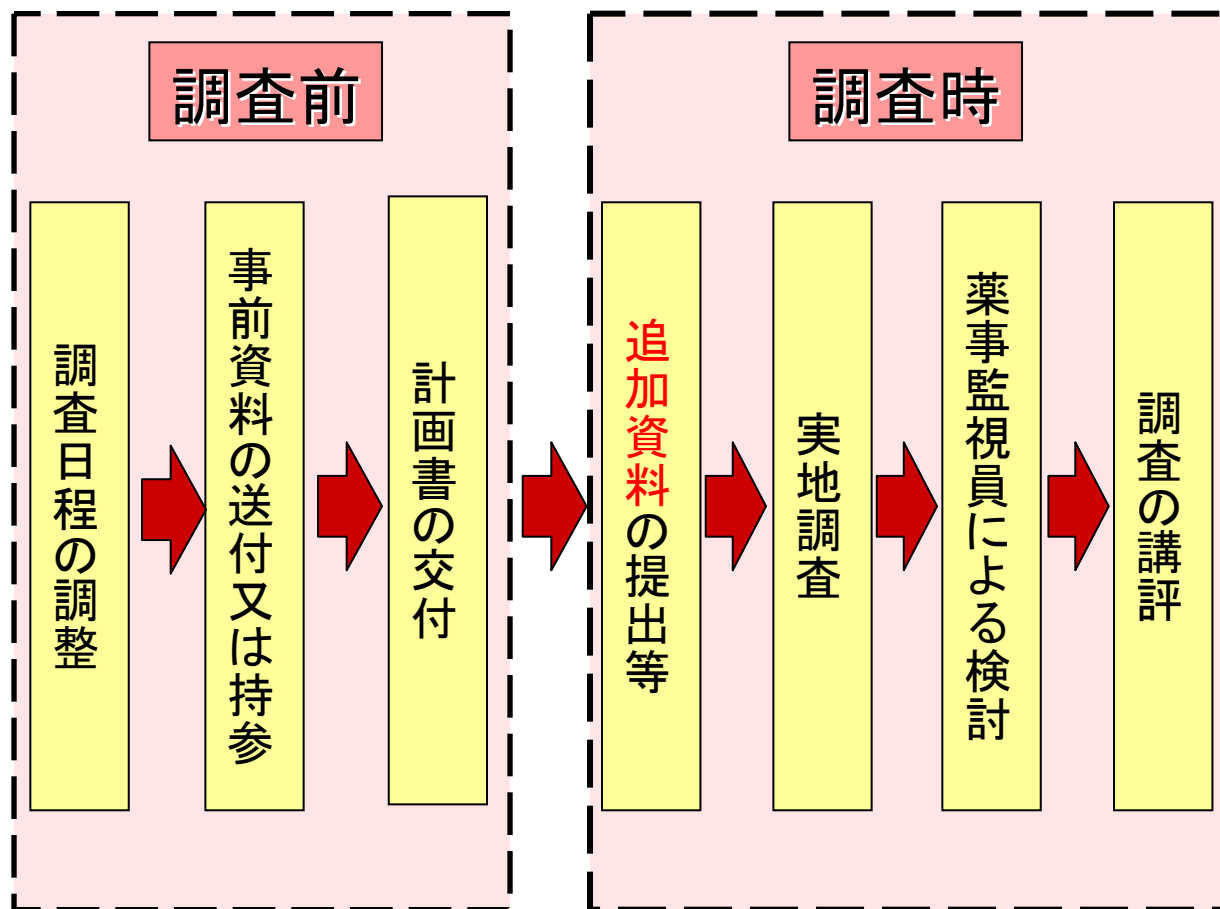 調査前
調査日程の調整
事前資料の送付又は持参
計画書の交付
調査時
追加資料の提出等
実地調査
薬事監視員による検討
調査の講評